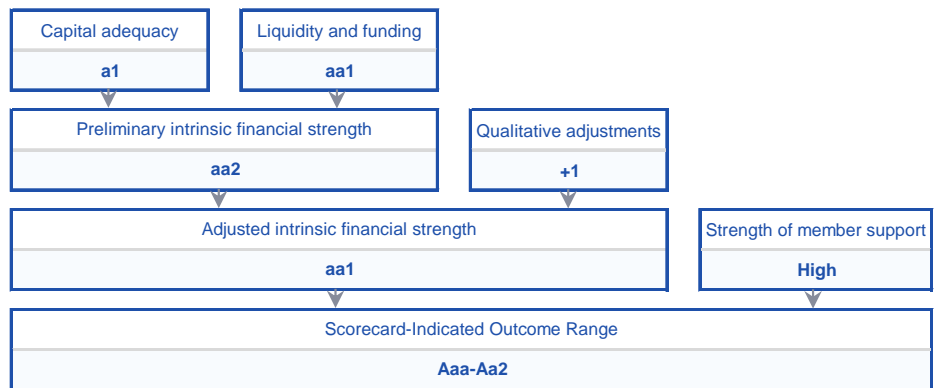 Capital adequacy
a1
Liquidity and funding
aa1
Preliminary intrinsic financial strength
aa2
Qualitative adjustments
+1
Adjusted intrinsic financial strength
aa1
Strength of member support
High
Scorecard-Indicated Outcome Range
Aaa-Aa2